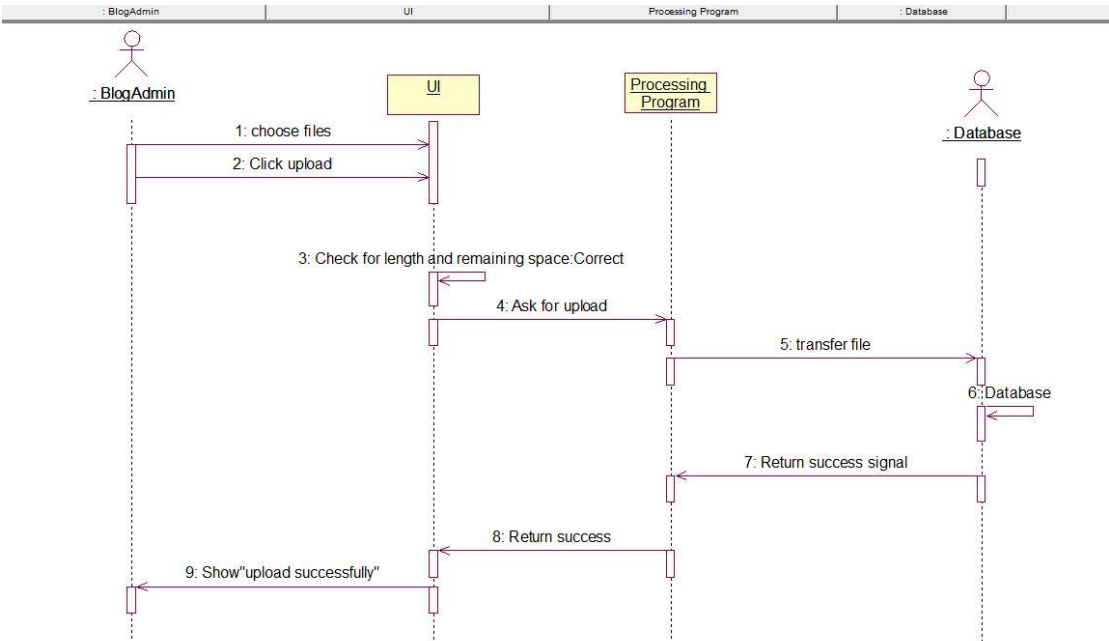 : BlogAdmin
UI
Processing Program
: Database
: BlogAdmin
UI
Processing
Program
: Database
1: choose files
2: Click upload
3: Check for length and remaining space:Correct
4: Ask for upload
5: transfer file
6: Database
7: Return success signal
8: Return success
9: Show"upload successfully"